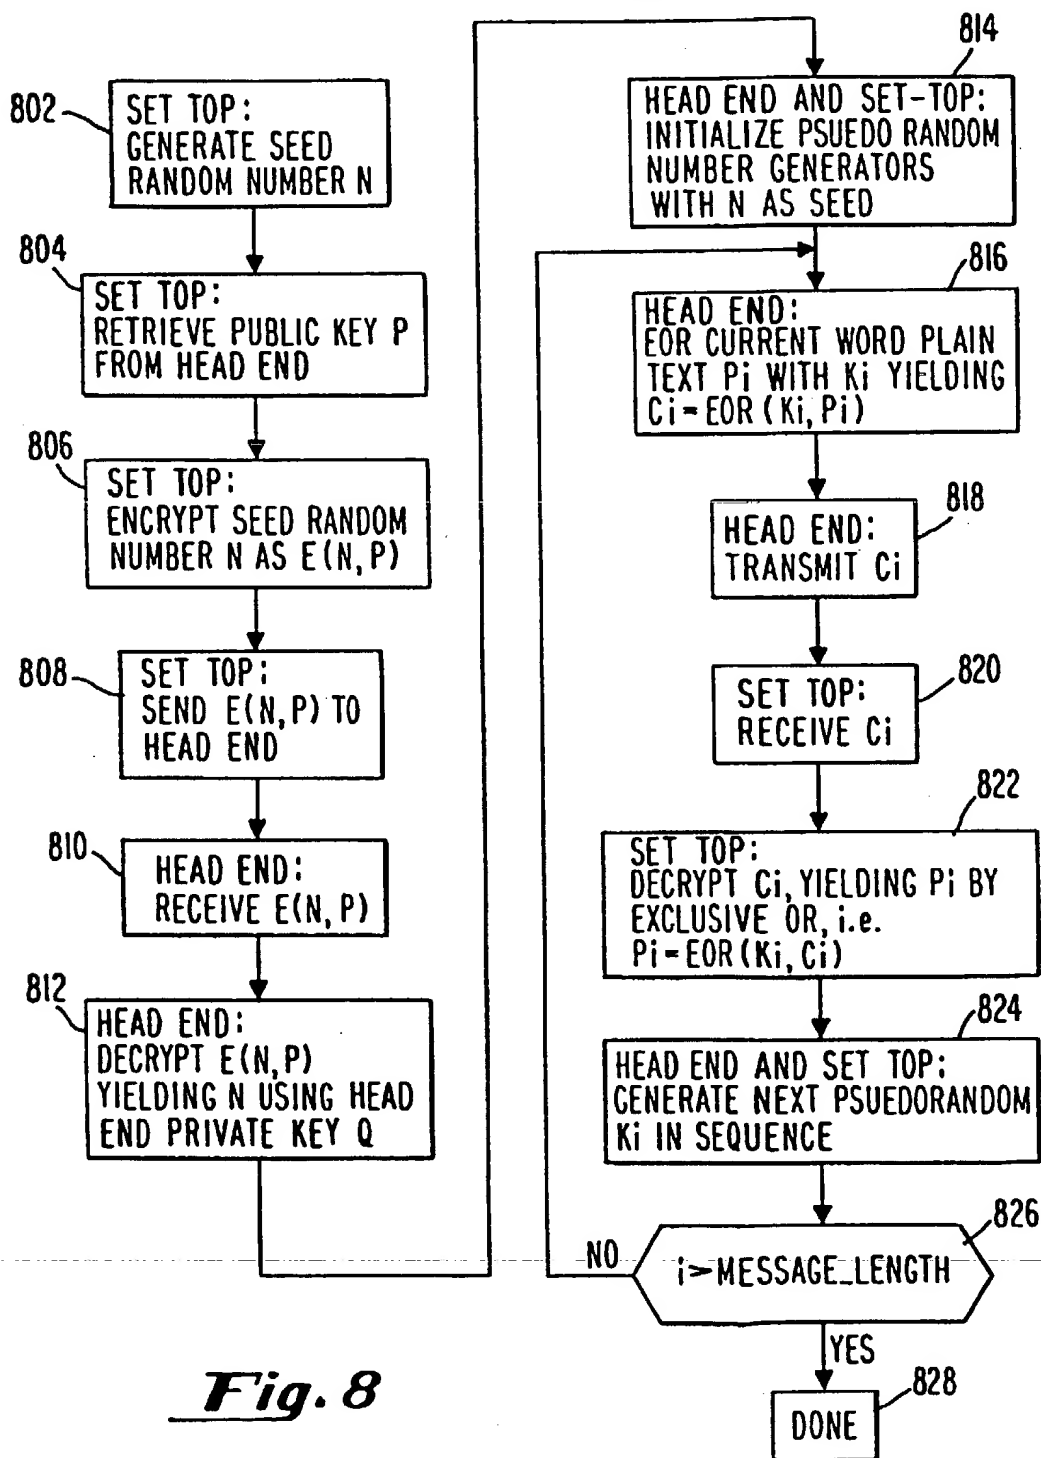 802
SET TOP:
GENERATE SEED
RANDOM NUMBER N
804
SET TOP:
RETRIEVE PUBLIC KEY P
FROM HEAD END
806
SET TOP:
ENCRYPT SEED RANDOM
NUMBER N AS E(N,P)
808
SET TOP:
SEND E(N,P) TO
HEAD END
810
HEAD END:
RECEIVE E(N,P)
812
HEAD END:
DECRYPT E(N,P)
YIELDING N USING HEAD
END PRIVATE KEY Q
814
HEAD END AND SET-TOP:
INITIALIZE PSUEDO RANDOM
NUMBER GENERATORS
WITH N AS SEED
816
HEAD END:
EOR CURRENT WORD PLAIN
TEXT Pi WITH Ki YIELDING
Ci=EOR(Ki,Pi)
818
HEAD END:
TRANSMIT Ci
820
SET TOP:
RECEIVE Ci
822
SET TOP:
DECRYPT Ci, YIELDING Pi BY
EXCLUSIVE OR, i.e.
Pi=EOR(Ki,Ci)
824
HEAD END AND SET TOP:
GENERATE NEXT PSUEDORANDOM
Ki IN SEQUENCE
826
i>MESSAGE_LENGTH
NO
YES
828
DONE
Fig. 8